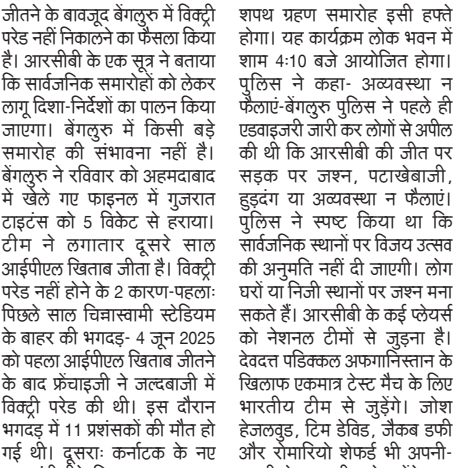 जीतने के बावजूद बेंगलुरु में विक्ट्री
परेड नहीं निकालने का फैसला किया
है। आरसीबी के एक सूत्र ने बताया
कि सार्वजनिक समारोहों को लेकर
लागू दिशा-निर्देशों का पालन किया
जाएगा। बेंगलुरु में किसी बड़े
समारोह की संभावना नहीं है।
बेंगलुरु ने रविवार को अहमदाबाद
में खेले गए फाइनल में गुजरात
टाइटंस को 5 विकेट से हराया।
टीम ने लगातार दूसरे साल
आईपीएल खिताब जीता है। विक्ट्री
परेड नहीं होने के 2 कारण-पहलाः
पिछले साल चिन्नास्वामी स्टेडियम
के बाहर की भगदड़- 4 जून 2025
को पहला आईपीएल खिताब जीतने
के बाद फ्रेंचाइजी ने जल्दबाजी में
विक्ट्री परेड की थी। इस दौरान
भगदड़ में 11 प्रशंसकों की मौत हो
गई थी। दूसराः कर्नाटक के नए
शपथ ग्रहण समारोह इसी हफ्ते
होगा। यह कार्यक्रम लोक भवन में
शाम 4:10 बजे आयोजित होगा।
पुलिस ने कहा- अव्यवस्था न
फैलाएं-बेंगलुरु पुलिस ने पहले ही
एडवाइजरी जारी कर लोगों से अपील
की थी कि आरसीबी की जीत पर
सड़क पर जश्न, पटाखेबाजी,
हुड़दंग या अव्यवस्था न फैलाएं।
पुलिस ने स्पष्ट किया था कि
सार्वजनिक स्थानों पर विजय उत्सव
की अनुमति नहीं दी जाएगी। लोग
घरों या निजी स्थानों पर जश्न मना
सकते हैं। आरसीबी के कई प्लेयर्स
को नेशनल टीमों से जुड़ना है।
देवदत्त पडिक्कल अफगानिस्तान के
खिलाफ एकमात्र टेस्ट मैच के लिए
भारतीय टीम से जुड़ेंगे। जोश
हेजलवुड, टिम डेविड, जैकब डफी
और रोमारियो शेफर्ड भी अपनी-